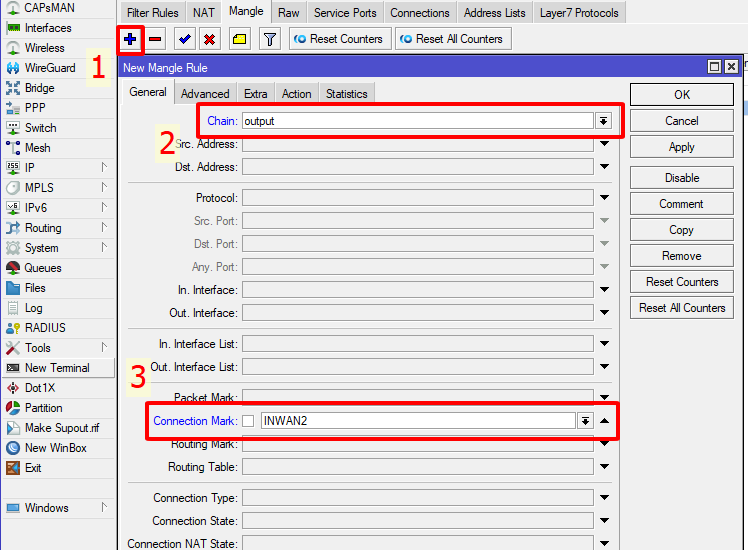 CAPsMAN
Interfaces
Wireless
WireGuard
Bridge
PPP
Switch
Mesh
IP
MPLS
IPv6
Routing
System
Queues
Files
Log
RADIUS
Tools
New Terminal
Dot1X
Partition
Make Supout.rif
New WinBox
Exit
Windows
Filter Rules NAT Mangle Raw Service Ports Connections Address Lists Layer7 Protocols
1 Reset Counters Reset All Counters
New Mangle Rule
General Advanced Extra Action Statistics
2 Chain: output
Src. Address:
Dst. Address:
Protocol:
Src. Port:
Dst. Port:
Any. Port:
In. Interface:
Out. Interface:
In. Interface List:
3 Out. Interface List:
Packet Mark:
Connection Mark: INWAN2
Routing Mark:
Routing Table:
Connection Type:
Connection State:
Connection NAT State:
OK
Cancel
Apply
Disable
Comment
Copy
Remove
Reset Counters
Reset All Counters